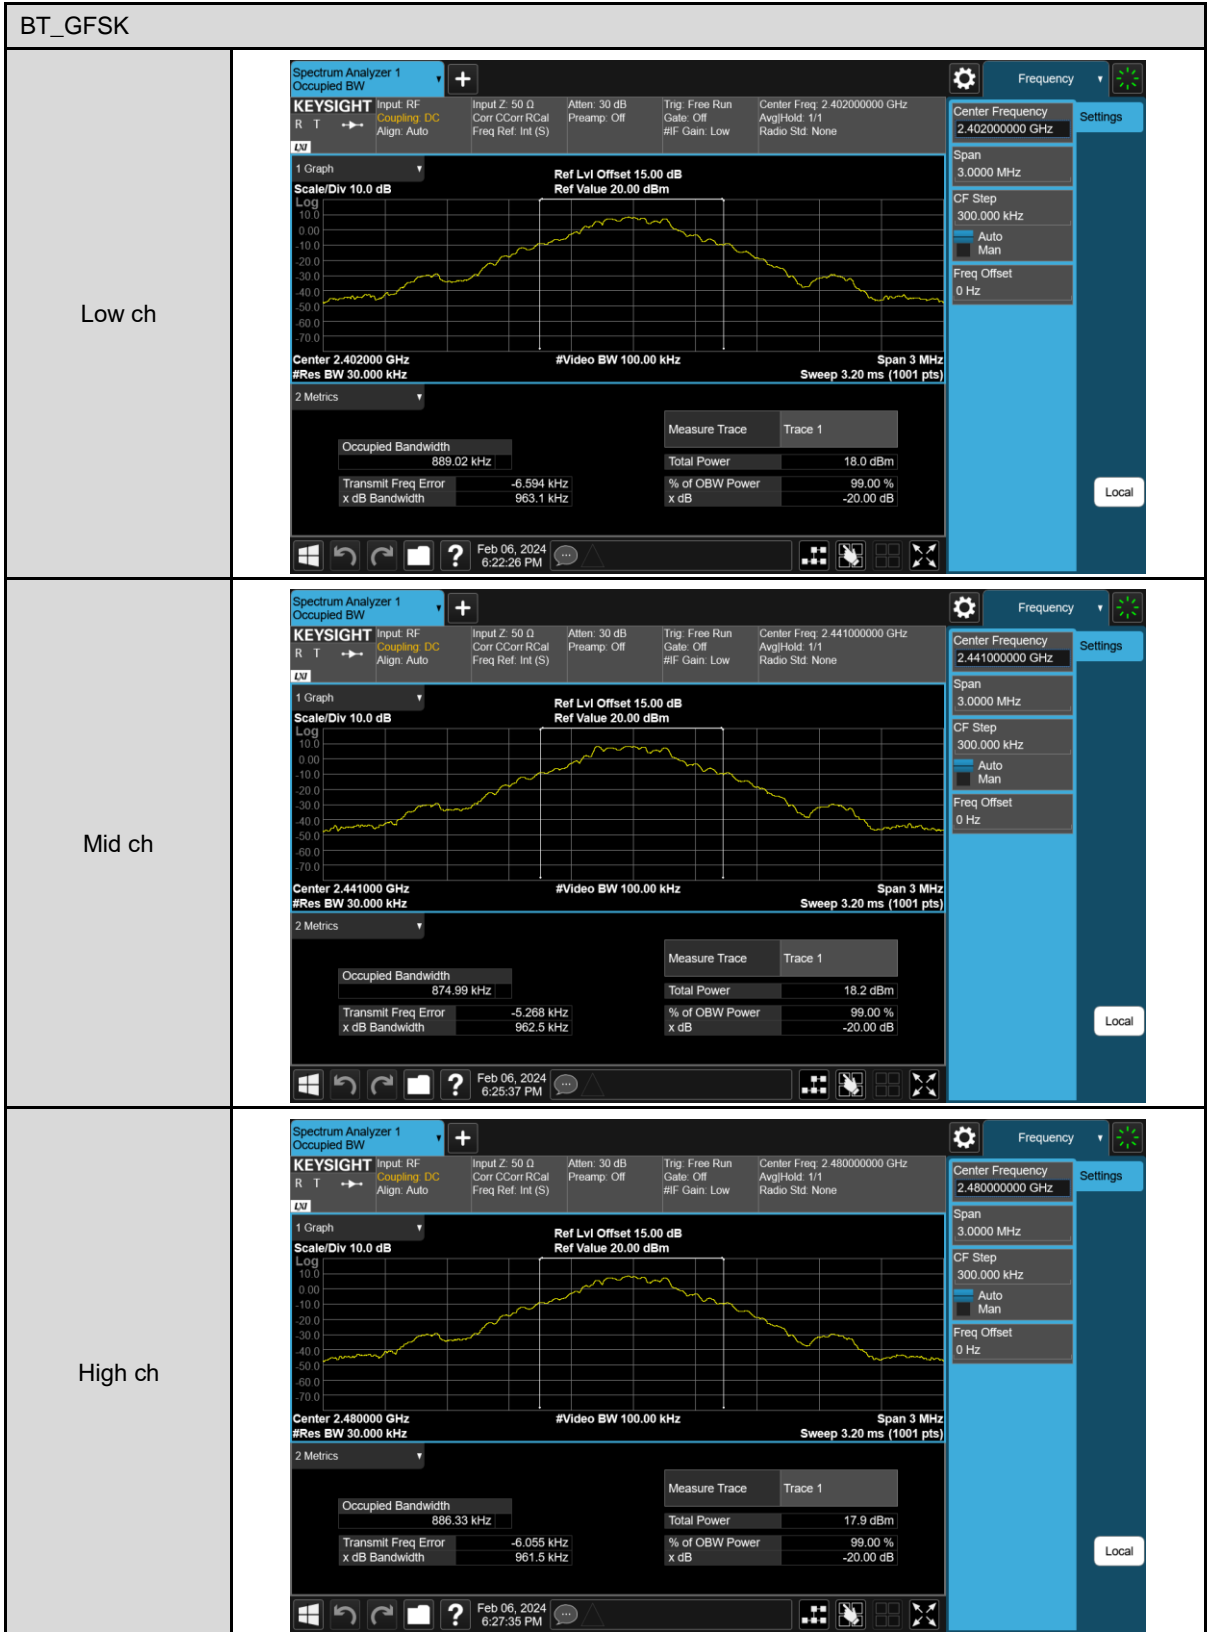 BT_GFSK
Low ch
Spectrum Analyzer 1
Occupied BW
Frequency
KEYSIGHT
R T
LXI
Input: RF
Coupling: DC
Align: Auto
Input Z: 50 Ω
Corr CCorr RCal
Freq Ref: Int (S)
Atten: 30 dB
Preamp: Off
Trig: Free Run
Gate: Off
#IF Gain: Low
Center Freq: 2.402000000 GHz
Avg|Hold: 1/1
Radio Std: None
Center Frequency
2.402000000 GHz
Settings
Span
3.0000 MHz
CF Step
300.000 kHz
Auto
Man
Freq Offset
0 Hz
Local
1 Graph
Scale/Div 10.0 dB
Ref Lvl Offset 15.00 dB
Ref Value 20.00 dBm
Log
10.0
0.00
-10.0
-20.0
-30.0
-40.0
-50.0
-60.0
-70.0
Center 2.402000 GHz
#Video BW 100.00 kHz
Span 3 MHz
#Res BW 30.000 kHz
Sweep 3.20 ms (1001 pts)
2 Metrics
Measure Trace Trace 1
Occupied Bandwidth
889.02 kHz
Total Power 18.0 dBm
Transmit Freq Error -6.594 kHz
% of OBW Power 99.00 %
x dB Bandwidth 963.1 kHz
x dB -20.00 dB
?
Feb 06, 2024
6:22:26 PM
Mid ch
Spectrum Analyzer 1
Occupied BW
Frequency
KEYSIGHT
R T
LXI
Input: RF
Coupling: DC
Align: Auto
Input Z: 50 Ω
Corr CCorr RCal
Freq Ref: Int (S)
Atten: 30 dB
Preamp: Off
Trig: Free Run
Gate: Off
#IF Gain: Low
Center Freq: 2.441000000 GHz
Avg|Hold: 1/1
Radio Std: None
Center Frequency
2.441000000 GHz
Settings
Span
3.0000 MHz
CF Step
300.000 kHz
Auto
Man
Freq Offset
0 Hz
Local
1 Graph
Scale/Div 10.0 dB
Ref Lvl Offset 15.00 dB
Ref Value 20.00 dBm
Log
10.0
0.00
-10.0
-20.0
-30.0
-40.0
-50.0
-60.0
-70.0
Center 2.441000 GHz
#Video BW 100.00 kHz
Span 3 MHz
#Res BW 30.000 kHz
Sweep 3.20 ms (1001 pts)
2 Metrics
Measure Trace Trace 1
Occupied Bandwidth
874.99 kHz
Total Power 18.2 dBm
Transmit Freq Error -5.268 kHz
% of OBW Power 99.00 %
x dB Bandwidth 962.5 kHz
x dB -20.00 dB
?
Feb 06, 2024
6:25:37 PM
High ch
Spectrum Analyzer 1
Occupied BW
Frequency
KEYSIGHT
R T
LXI
Input: RF
Coupling: DC
Align: Auto
Input Z: 50 Ω
Corr CCorr RCal
Freq Ref: Int (S)
Atten: 30 dB
Preamp: Off
Trig: Free Run
Gate: Off
#IF Gain: Low
Center Freq: 2.480000000 GHz
Avg|Hold: 1/1
Radio Std: None
Center Frequency
2.480000000 GHz
Settings
Span
3.0000 MHz
CF Step
300.000 kHz
Auto
Man
Freq Offset
0 Hz
Local
1 Graph
Scale/Div 10.0 dB
Ref Lvl Offset 15.00 dB
Ref Value 20.00 dBm
Log
10.0
0.00
-10.0
-20.0
-30.0
-40.0
-50.0
-60.0
-70.0
Center 2.480000 GHz
#Video BW 100.00 kHz
Span 3 MHz
#Res BW 30.000 kHz
Sweep 3.20 ms (1001 pts)
2 Metrics
Measure Trace Trace 1
Occupied Bandwidth
886.33 kHz
Total Power 17.9 dBm
Transmit Freq Error -6.055 kHz
% of OBW Power 99.00 %
x dB Bandwidth 961.5 kHz
x dB -20.00 dB
?
Feb 06, 2024
6:27:35 PM